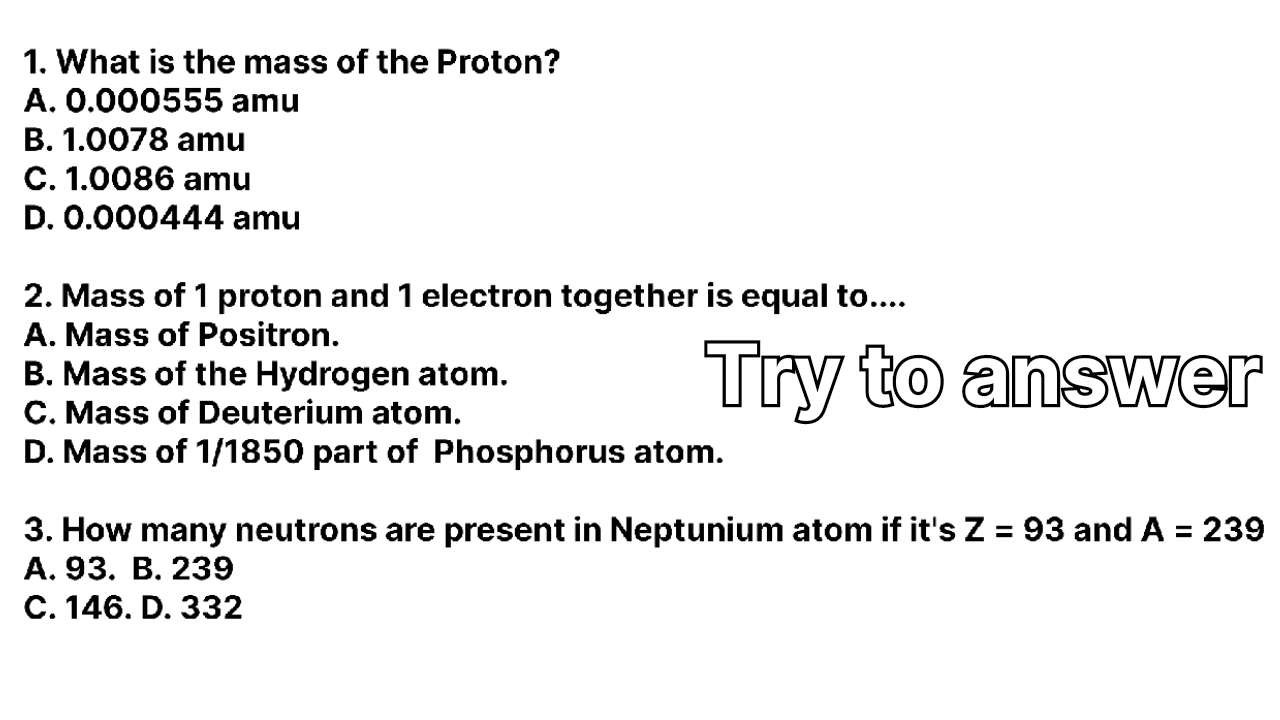 1. What is the mass of the Proton?
A. 0.000555 amu
B. 1.0078 amu
C. 1.0086 amu
D. 0.000444 amu
2. Mass of 1 proton and 1 electron together is equal to....
A. Mass of Positron.
B. Mass of the Hydrogen atom.
C. Mass of Deuterium atom.
D. Mass of 1/1850 part of  Phosphorus atom.
Try to answer
3. How many neutrons are present in Neptunium atom if it's Z = 93 and A = 239
A. 93.  B. 239
C. 146. D. 332